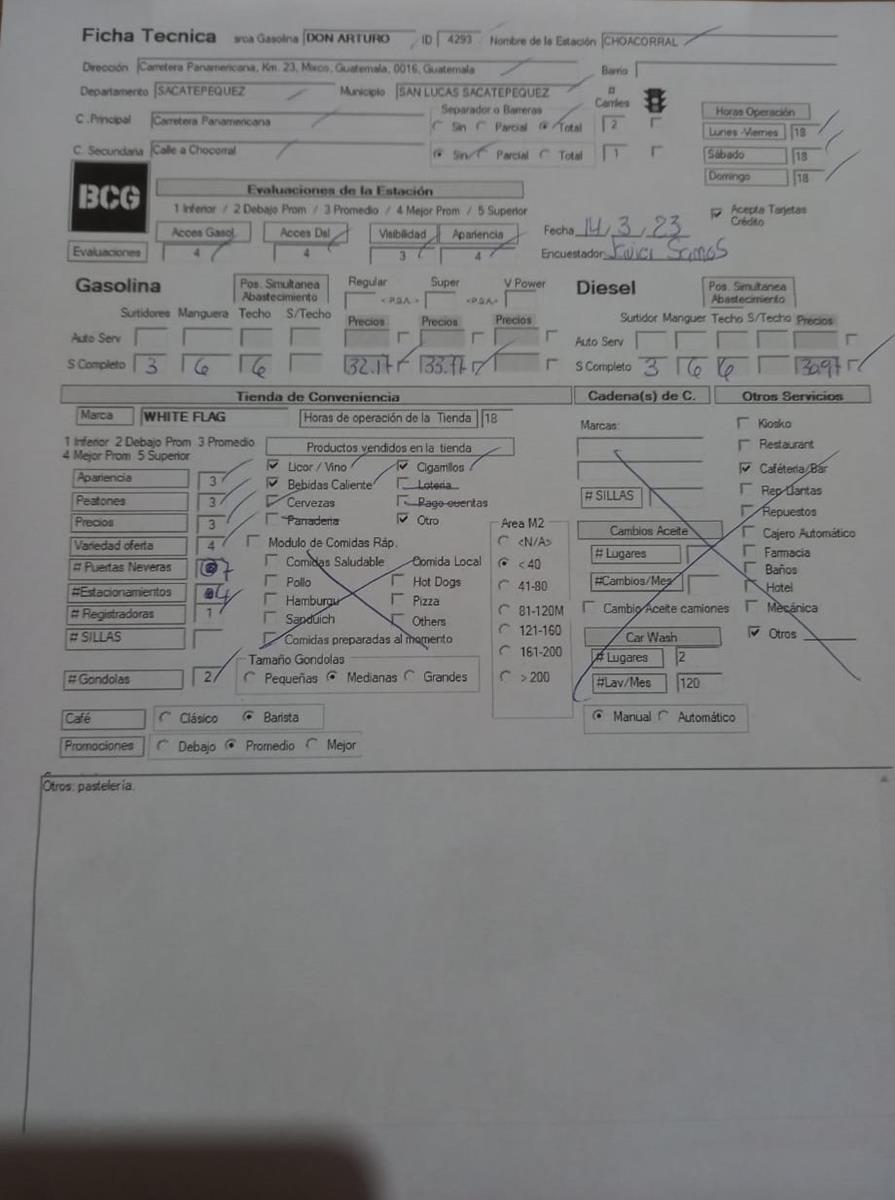 Ficha Tecnica arca Gasolina DON ARTURO ID 4293 Nombre de la Estación CHOACORRAL
Dirección Carretera Panamericana, Km. 23, Mixco, Guatemala, 0016, Guatemala Barrio
Departamento SACATEPEQUEZ Municipio SAN LUCAS SACATEPEQUEZ # Carriles
C .Principal Carretera Panamericana Separador o Barreras Sin Parcial Total 2
C. Secundaria Calle a Chocorral Sin Parcial Total 1
Horas Operación
Lunes -Viernes 18
Sábado 18
Domingo 18
BCG
Evaluaciones de la Estación
1 Inferior / 2 Debajo Prom / 3 Promedio / 4 Mejor Prom / 5 Superior
Acepta Tarjetas Crédito
Acces Gasol. Acces Dsl Visibilidad Apariencia
Evaluaciones 4 4 3 4
Fecha 14, 3, 23
Encuestador
Gasolina Pos. Simultanea Abastecimiento Regular Super V Power
< P.G.A. > < P.G.A. >
Surtidores Manguera Techo S/Techo Precios Precios Precios
Auto Serv
S Completo 3 6 6 32.17 33.77
Diesel Pos. Simultanea Abastecimiento
Surtidor Manguer Techo S/Techo Precios
Auto Serv
S Completo 3 6 6 30.97
Tienda de Conveniencia
Marca WHITE FLAG Horas de operación de la Tienda 18
1 Inferior 2 Debajo Prom 3 Promedio
4 Mejor Prom 5 Superior
Apariencia 3
Peatones 3
Precios 3
Variedad oferta 4
# Puertas Neveras 7
#Estacionamientos 4
# Registradoras 1
# SILLAS
# Gondolas 2
Productos vendidos en la tienda
Licor / Vino Cigarrillos
Bebidas Caliente Loteria
Cervezas Pago cuentas
Panaderia Otro
Modulo de Comidas Ráp.
Comidas Saludable Comida Local
Pollo Hot Dogs
Hamburgu Pizza
Sanduich Others
Comidas preparadas al momento
Tamaño Gondolas
Pequeñas Medianas Grandes
Area M2
<N/A>
< 40
41-80
81-120M
121-160
161-200
> 200
Café Clásico Barista
Promociones Debajo Promedio Mejor
Cadena(s) de C.
Marcas:
# SILLAS
Cambios Aceite
# Lugares
#Cambios/Mes
Cambio Aceite camiones
Car Wash
# Lugares 2
#Lav/Mes 120
Manual Automático
Otros Servicios
Kiosko
Restaurant
Caféteria/Bar
Rep Llantas
Repuestos
Cajero Automático
Farmacia
Baños
Hotel
Mecánica
Otros
Otros: pastelería.